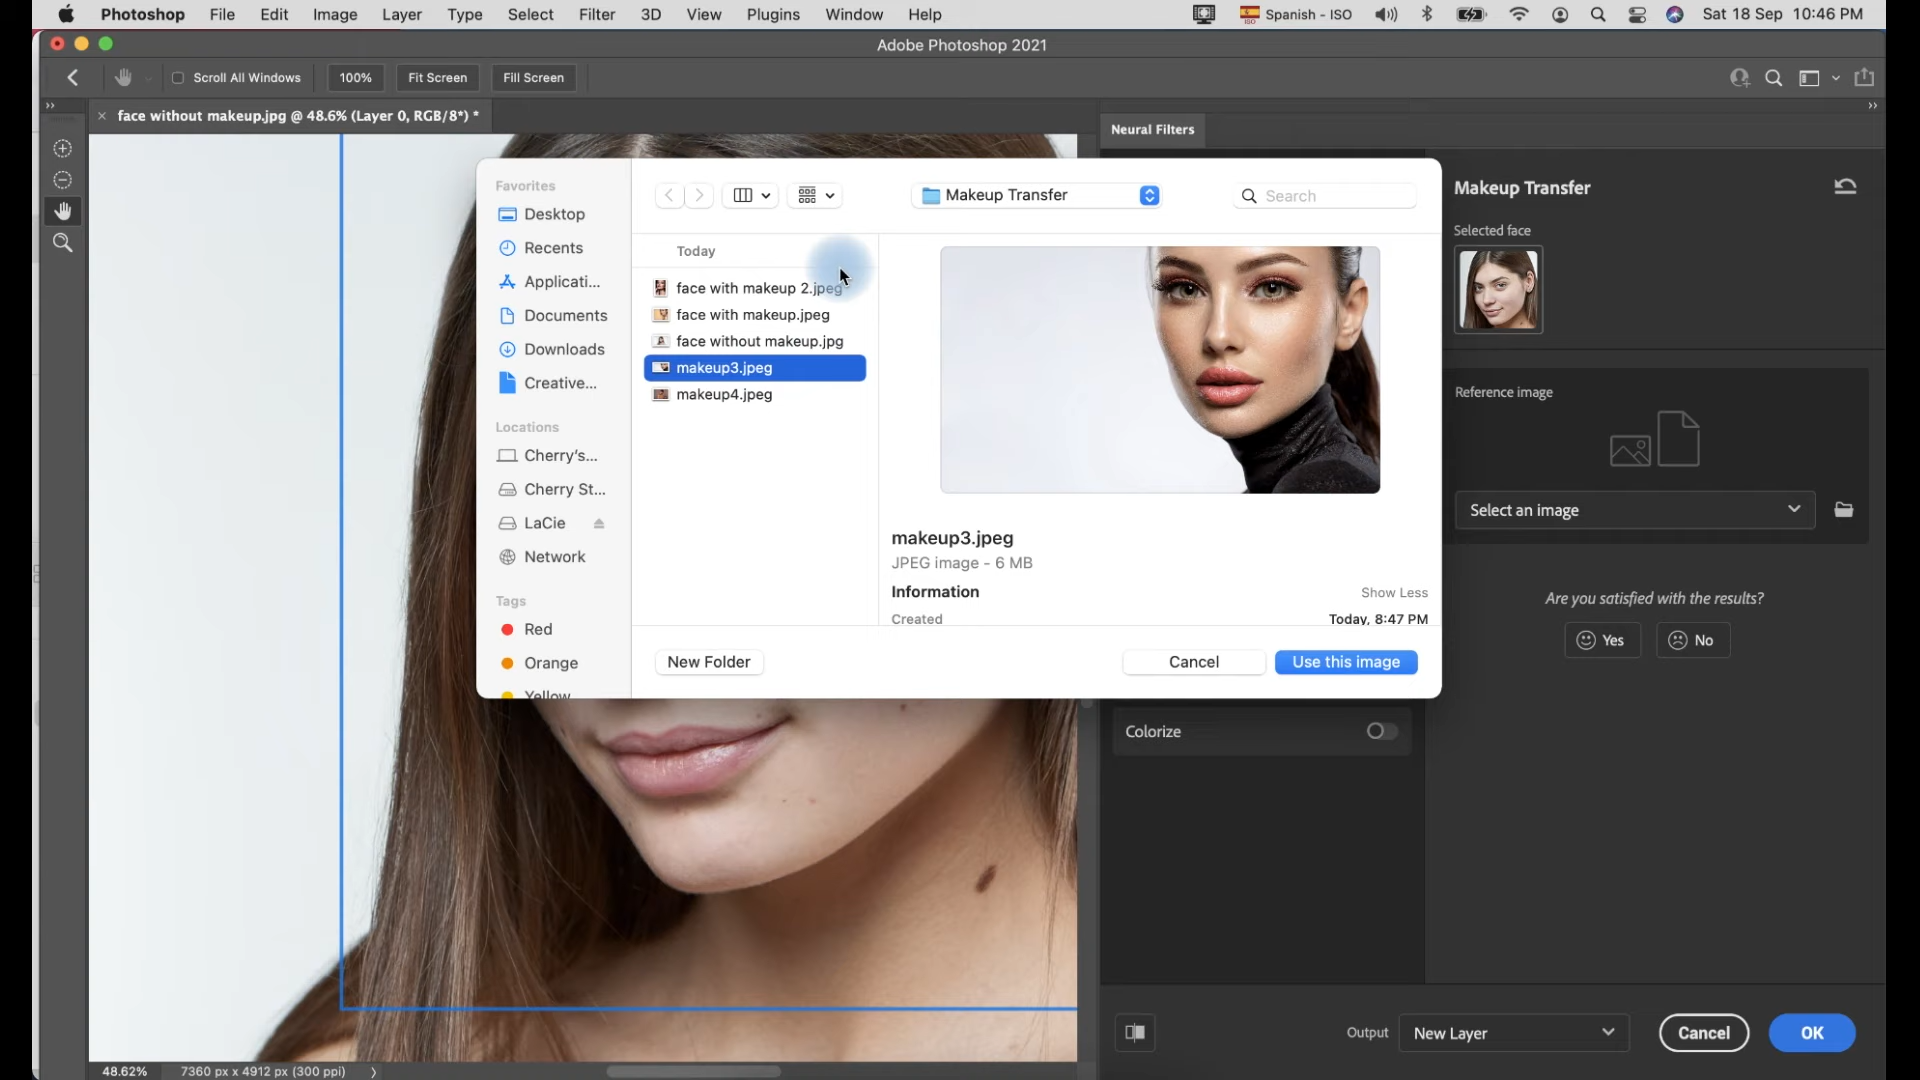 Photoshop File Edit Image Layer Type Select Filter 3D View Plugins Window Help Spanish - ISO Sat 18 Sep 10:46 PM
Adobe Photoshop 2021
Scroll All Windows 100% Fit Screen Fill Screen
face without makeup.jpg @ 48.6% (Layer 0, RGB/8*) *
Neural Filters
Favorites
Desktop
Recents
Applicati...
Documents
Downloads
Creative...
Locations
Cherry's...
Cherry St...
LaCie
Network
Tags
Red
Orange
Yellow
Makeup Transfer
Search
Today
face with makeup 2.jpeg
face with makeup.jpeg
face without makeup.jpg
makeup3.jpeg
makeup4.jpeg
makeup3.jpeg
JPEG image - 6 MB
Information Show Less
Created Today, 8:47 PM
New Folder Cancel Use this image
Makeup Transfer
Selected face
Reference image
Select an image
Are you satisfied with the results?
Yes No
Colorize
Output New Layer Cancel OK
48.62% 7360 px x 4912 px (300 ppi)